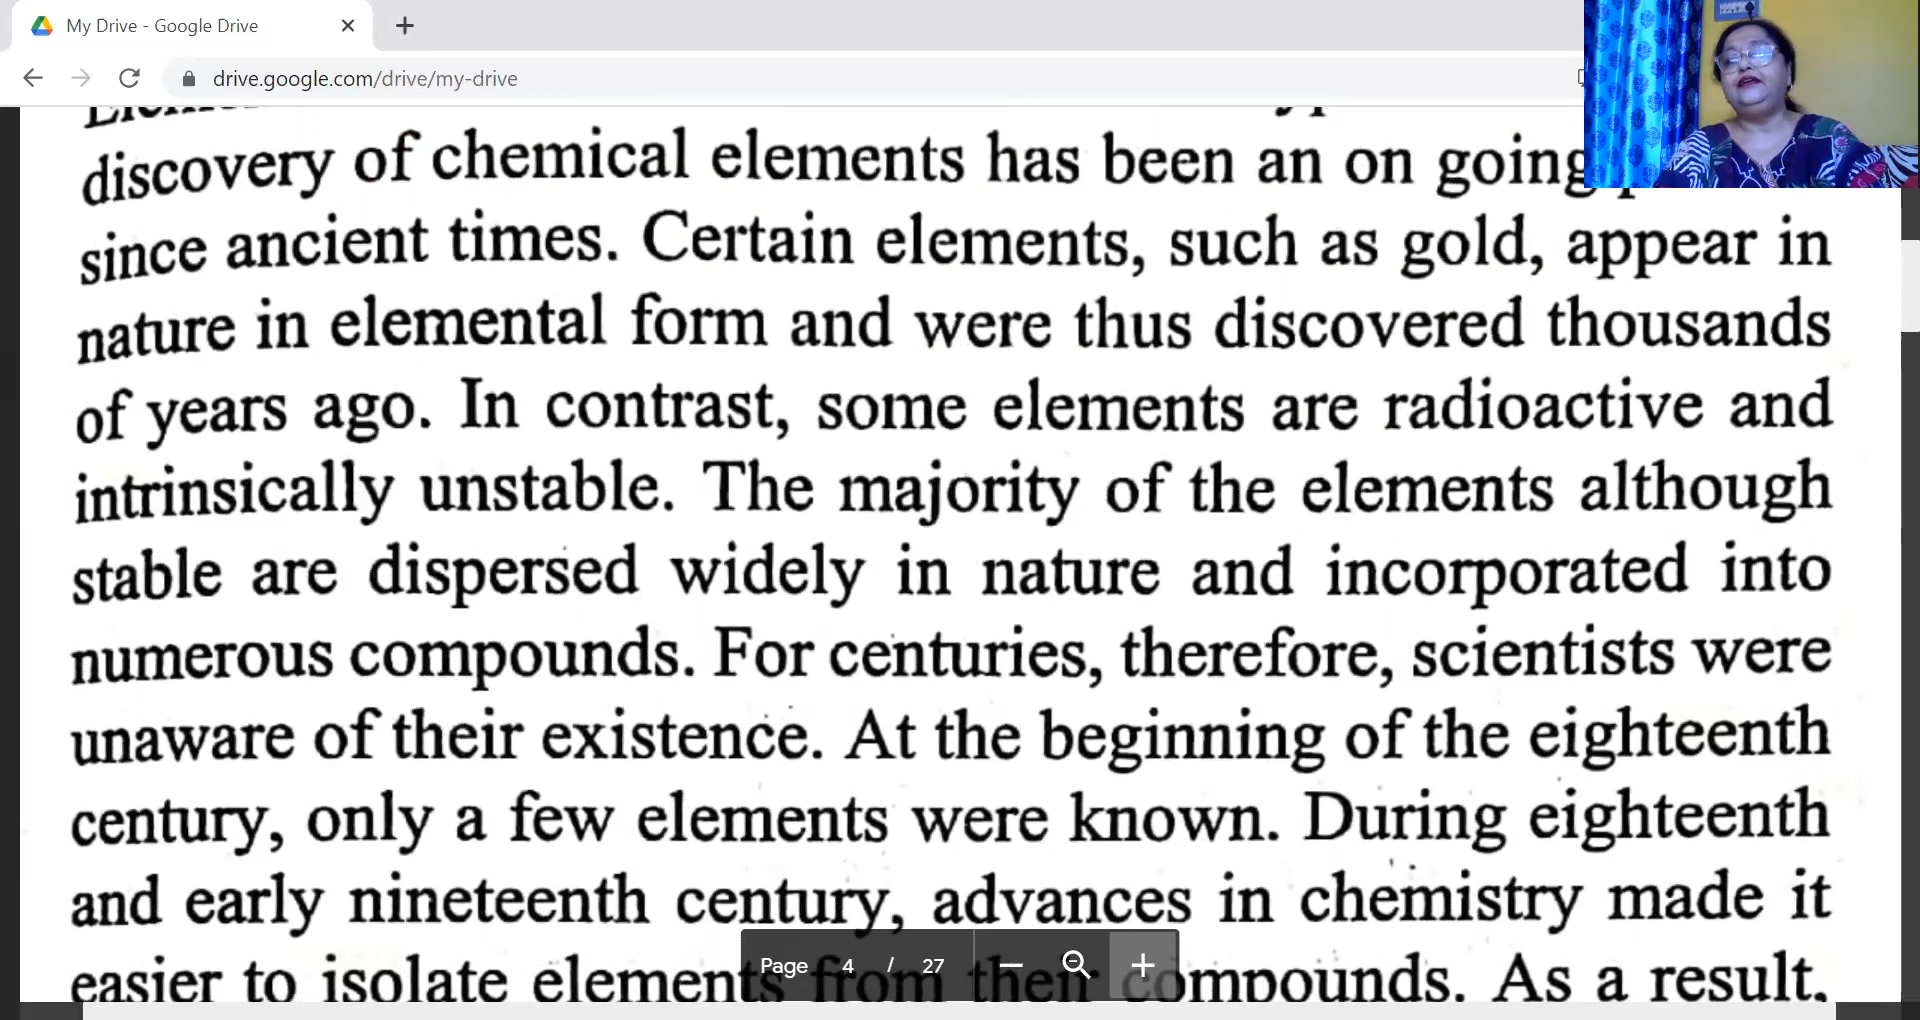 My Drive - Google Drive
drive.google.com/drive/my-drive
discovery of chemical elements has been an on going
since ancient times. Certain elements, such as gold, appear in
nature in elemental form and were thus discovered thousands
of years ago. In contrast, some elements are radioactive and
intrinsically unstable. The majority of the elements although
stable are dispersed widely in nature and incorporated into
numerous compounds. For centuries, therefore, scientists were
unaware of their existence. At the beginning of the eighteenth
century, only a few elements were known. During eighteenth
and early nineteenth century, advances in chemistry made it
easier to isolate elements from their compounds. As a result,
Page 4 / 27